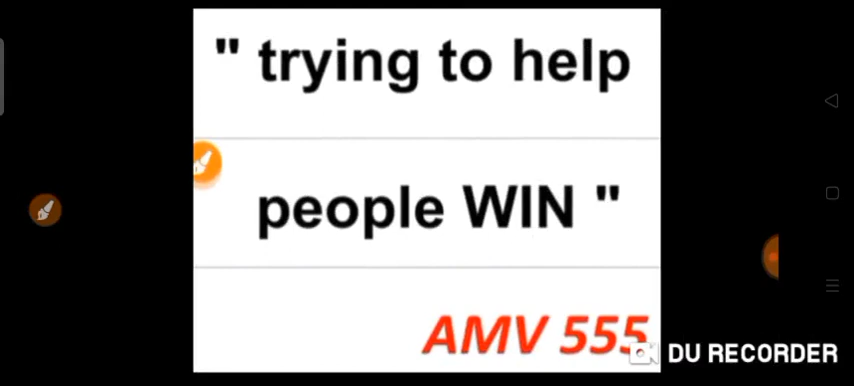 " trying to help
people WIN "
AMV 555
DU RECORDER